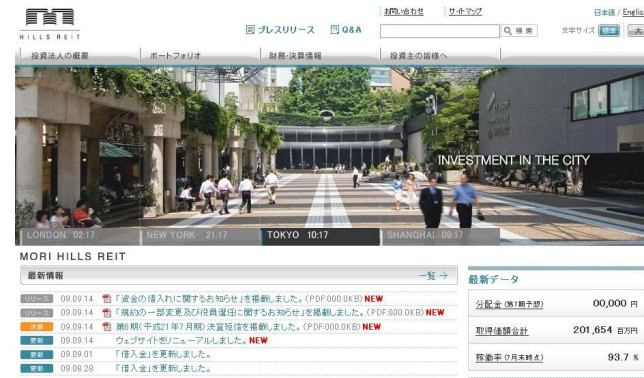 HILLS REIT
お問い合わせ サイトマップ 日本語 / Englis
プレスリリース Q&A 検索 文字サイズ 標準 大
投資法人の概要 ポートフォリオ 財務・決算情報 投資主の皆様へ
INVESTMENT IN THE CITY
LONDON 02:17 NEW YORK 21:17 TOKYO 10:17 SHANGHAI 09:17
MORI HILLS REIT
最新情報 一覧 →
最新データ
リリース 09.09.14 「資金の借入れに関するお知らせ」を掲載しました。(PDF:000.0KB) NEW
リリース 09.09.14 「規約の一部変更及び役員選任に関するお知らせ」を掲載しました。(PDF:000.0KB) NEW
決算 09.09.14 第6期(平成21年7月期)決算短信を掲載しました。(PDF:000.0KB) NEW
更新 09.09.14 ウェブサイトをリニューアルしました。 NEW
更新 09.09.01 「借入金」を更新しました。
更新 09.08.28 「借入金」を更新しました。
分配金 (第7期予想) 00,000 円
取得価額合計 201,654 百万円
稼働率 (7月末時点) 93.7 %